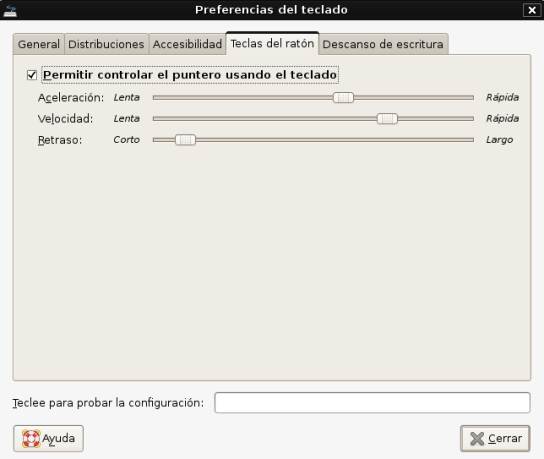 Preferencias del teclado
General Distribuciones Accesibilidad Teclas del ratón Descanso de escritura
Permitir controlar el puntero usando el teclado
Aceleración: Lenta Rápida
Velocidad: Lenta Rápida
Retraso: Corto Largo
Teclee para probar la configuración:
Ayuda Cerrar